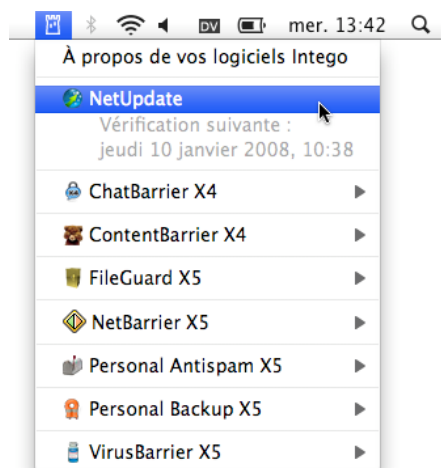 DV mer. 13:42
À propos de vos logiciels Intego
NetUpdate
Vérification suivante :
jeudi 10 janvier 2008, 10:38
ChatBarrier X4
ContentBarrier X4
FileGuard X5
NetBarrier X5
Personal Antispam X5
Personal Backup X5
VirusBarrier X5